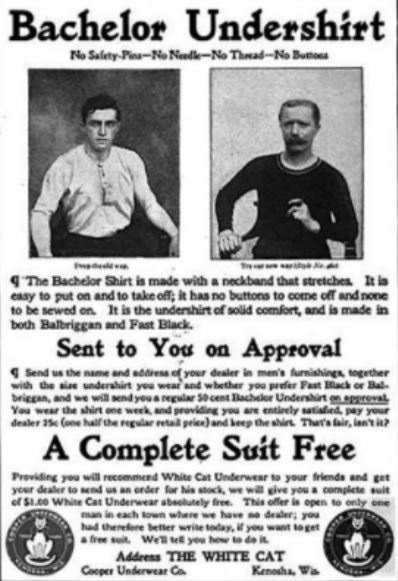 Bachelor Undershirt
No Safety-Pins—No Needle—No Thread—No Buttons
Drop the old way.
Try our new way (Style No.
¶ The Bachelor Shirt is made with a neckband that stretches. It is
easy to put on and to take off; it has no buttons to come off and none
to be sewed on. It is the undershirt of solid comfort, and is made in
both Balbriggan and Fast Black.
Sent to You on Approval
¶ Send us the name and address of your dealer in men's furnishings, together
with the size undershirt you wear and whether you prefer Fast Black or Bal-
briggan, and we will send you a regular 50 cent Bachelor Undershirt on approval.
You wear the shirt one week, and providing you are entirely satisfied, pay your
dealer 25c (one half the regular retail price) and keep the shirt. That's fair, isn't it?
A Complete Suit Free
Providing you will recommend White Cat Underwear to your friends and get
your dealer to send us an order for his stock, we will give you a complete suit
of $1.00 White Cat Underwear absolutely free. This offer is open to only one
man in each town where we have no dealer; you
had therefore better write today, if you want to get
a free suit. We'll tell you how to do it.
Address THE WHITE CAT
Cooper Underwear Co. Kenosha, Wis.
COOPER UNDERWEAR CO.
KENOSHA, WIS.
COOPER UNDERWEAR CO.
KENOSHA, WIS.